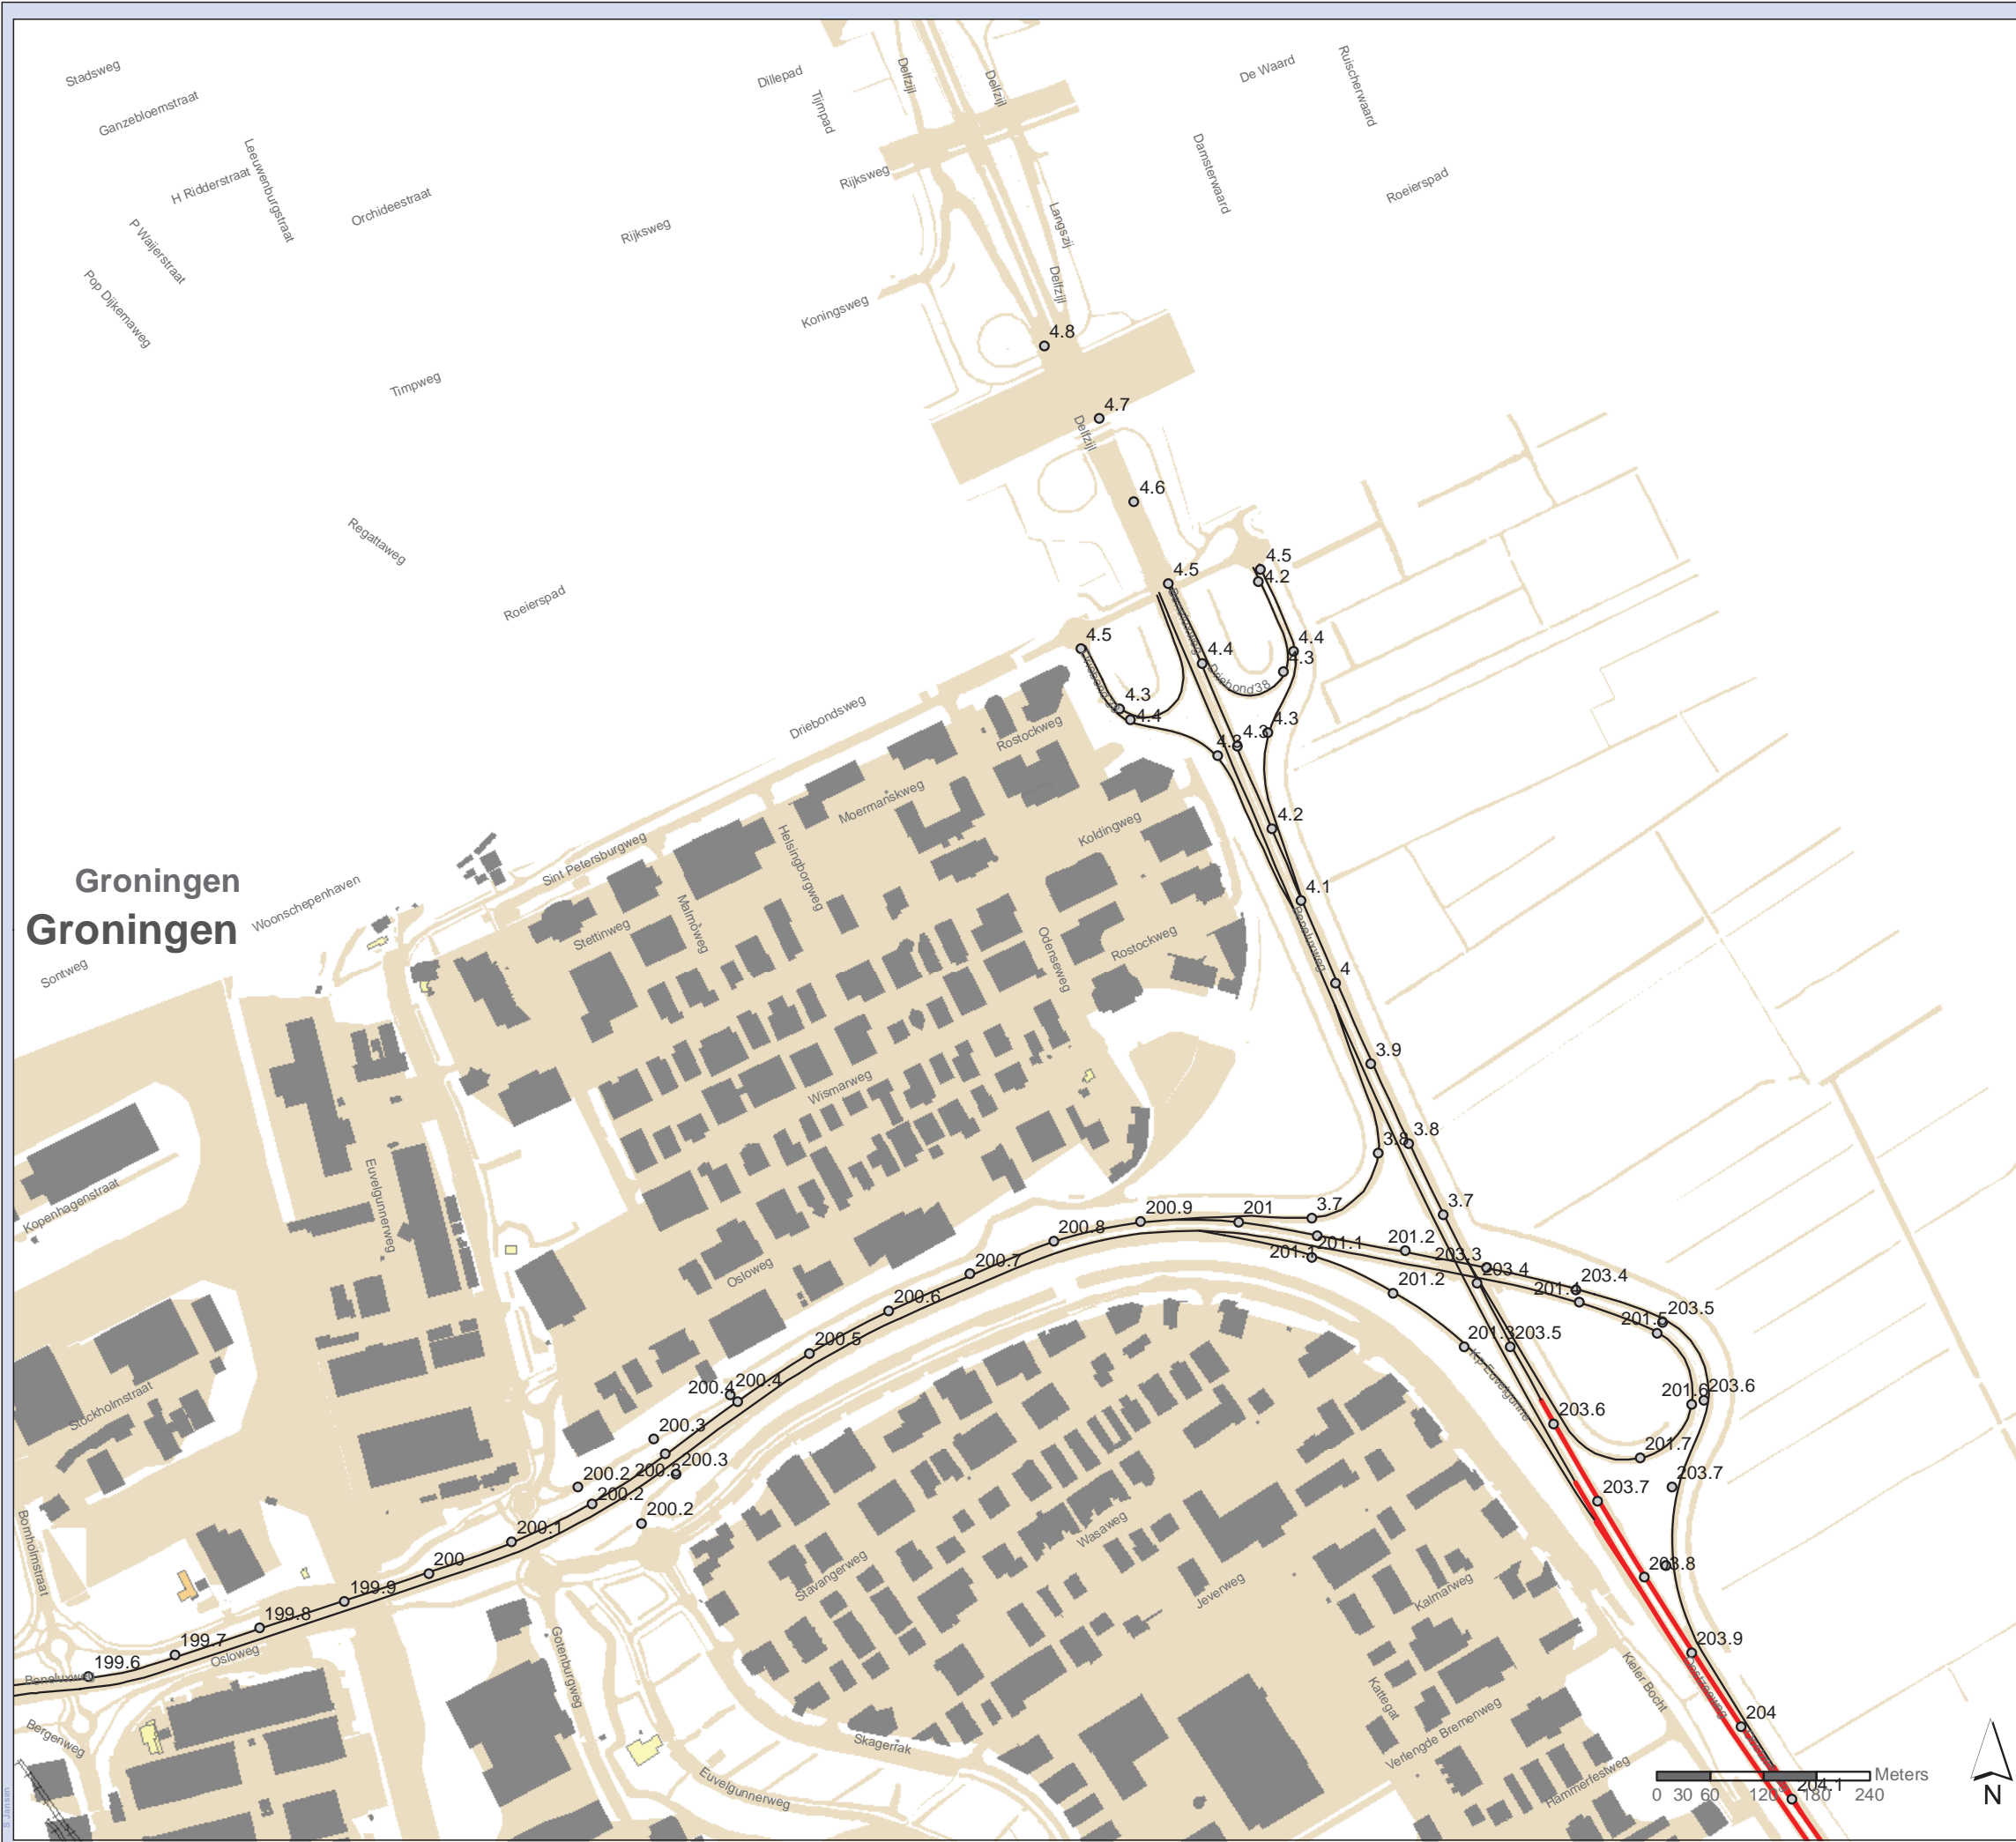 Stadsweg
Ganzebloemstraat
H Ridderstraat
Leeuwenburgstraat
Orchideestraat
P Waijerstraat
Pop Dijkemaweg
Dillepad
Tijmpad
Delfzijl
Delfzijl
De Waard
Ruischerwaard
Damsterwaard
Roeierspad
Rijksweg
Rijksweg
Langszij
Delfzijl
Koningsweg
4.8
Timpweg
4.7
Delfzijl
4.6
Regattaweg
Roeierspad
4.5
4.5
4.2
4.5
4.4
4.4
4.3
Driebond38
4.3
4.4
4.3
4.3
4.3
Driebondsweg
Rostockweg
Moermanskweg
Koldingweg
4.2
Sint Petersburgweg
Helsingborgweg
Groningen
Groningen
Woonschepenhaven
Sontweg
Stettinweg
Malmöweg
Odenseweg
Rostockweg
4.1
Beneluxweg
4
3.9
Wismarweg
3.8
3.8
Kopenhagenstraat
Euvelgunnerweg
200.9
201
3.7
3.7
200.8
201.1
201.1
201.2
203.3
200.7
Osloweg
201.2
203.4
201.4
203.4
200.6
203.5
201.5
200.5
201.3
203.5
Kp. Euvelgunne
200.4
200.4
201.6
203.6
203.6
Stockholmstraat
200.3
200.3
200.3
201.7
200.2
200.2
200.2
203.7
203.7
200.1
Bornholmstraat
200
Wasaweg
Stavangerweg
203.8
199.9
Jeverweg
Kalmarweg
199.8
199.7
Osloweg
199.6
Beneluxweg
203.9
Gotenburgweg
Kieler Bocht
Kattegat
204
Bergenweg
Skagerrak
Verlengde Bremenweg
Euvelgunnerweg
Hammerfestweg
204.1
Meters
0 30 60 120 180 240
N
S Jansen